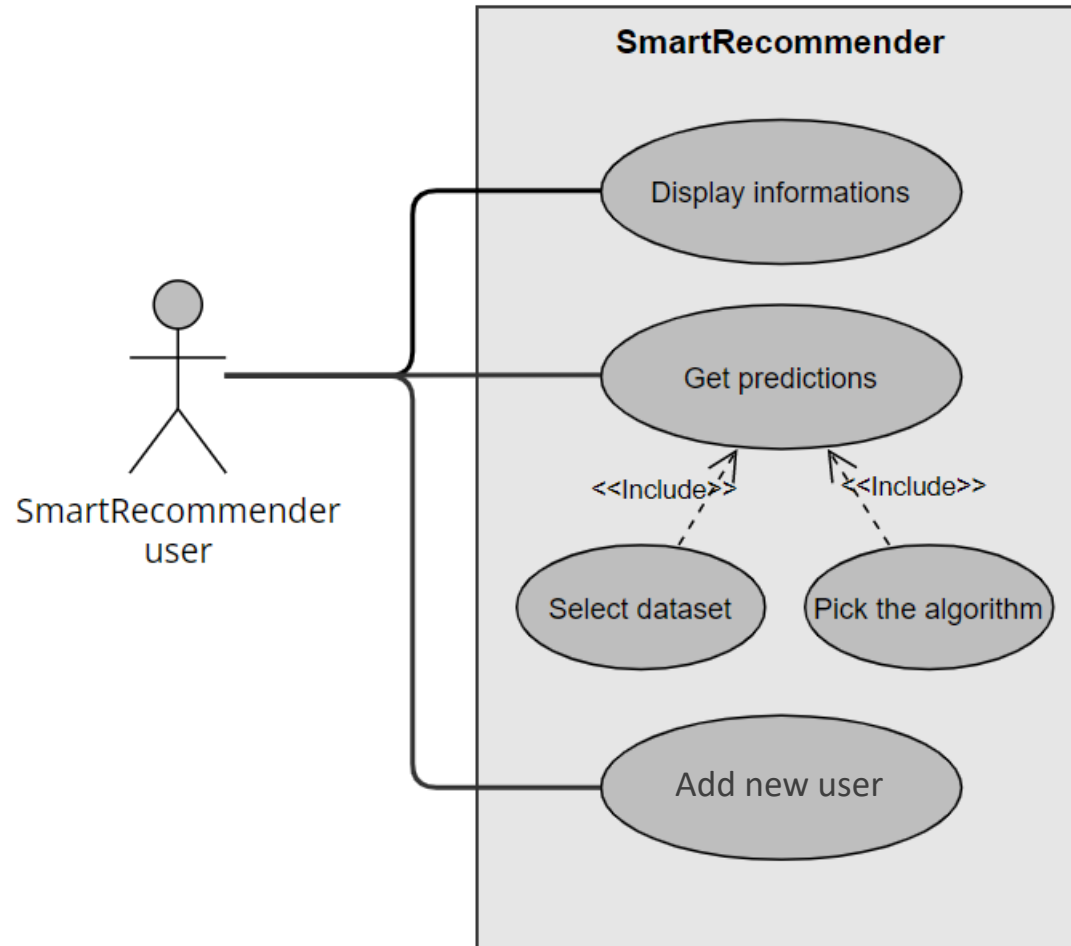 SmartRecommender
Display informations
Get predictions
<<Include>>
<<Include>>
SmartRecommender
user
Select dataset
Pick the algorithm
Add new user